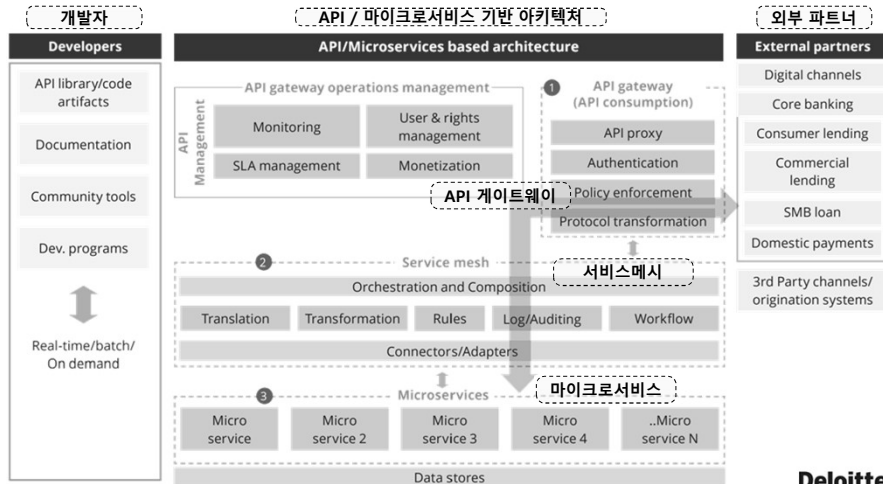 개발자
API / 마이크로서비스 기반 아키텍처
외부 파트너
Developers
API/Microservices based architecture
External partners
API library/code
artifacts
Documentation
Community tools
Dev. programs
Real-time/batch/
On demand
API gateway operations management
API
Management
Monitoring
User & rights
management
SLA management
Monetization
1
API gateway
(API consumption)
API proxy
Authentication
Policy enforcement
Protocol transformation
API 게이트웨이
2
Service mesh
서비스메시
Orchestration and Composition
Translation
Transformation
Rules
Log/Auditing
Workflow
Connectors/Adapters
3
Microservices
마이크로서비스
Micro
service
Micro
service 2
Micro
service 3
Micro
service 4
..Micro
service N
Data stores
Digital channels
Core banking
Consumer lending
Commercial
lending
SMB loan
Domestic payments
3rd Party channels/
origination systems
Deloitte